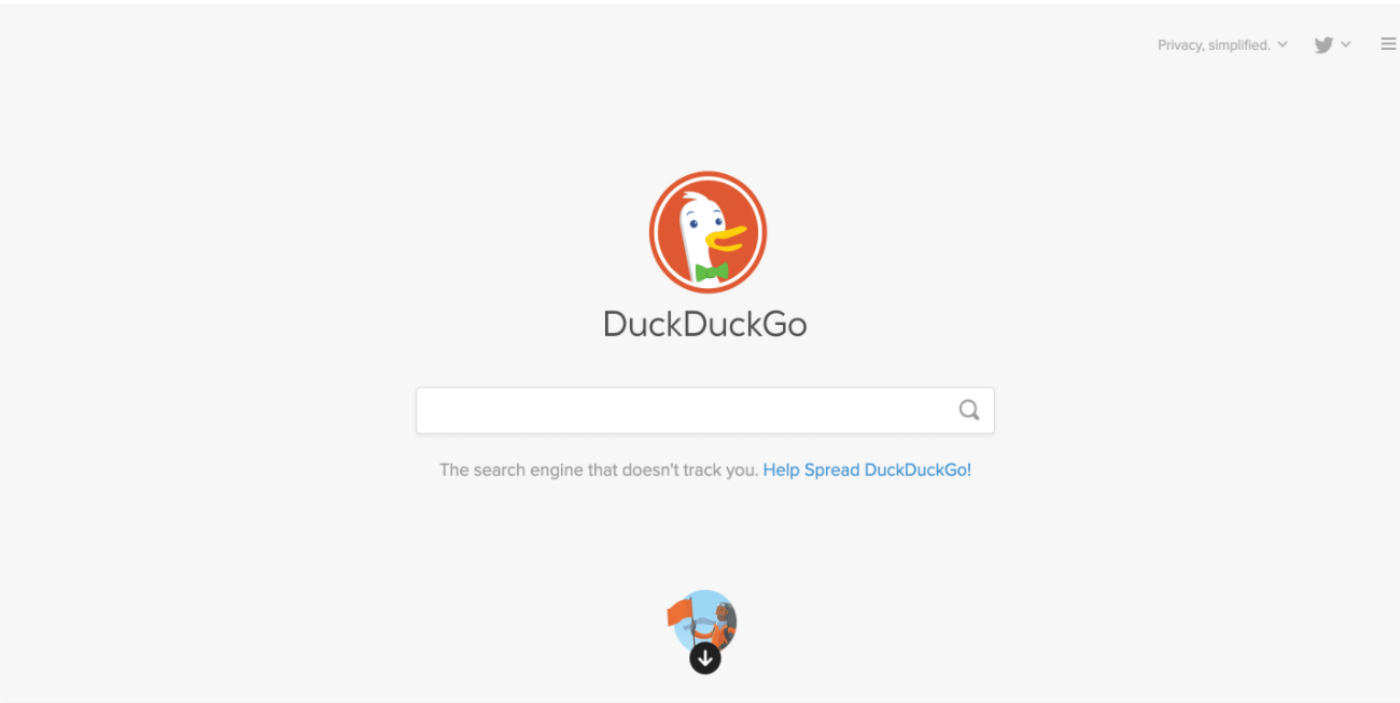 Privacy, simplified.
DuckDuckGo
The search engine that doesn't track you. Help Spread DuckDuckGo!